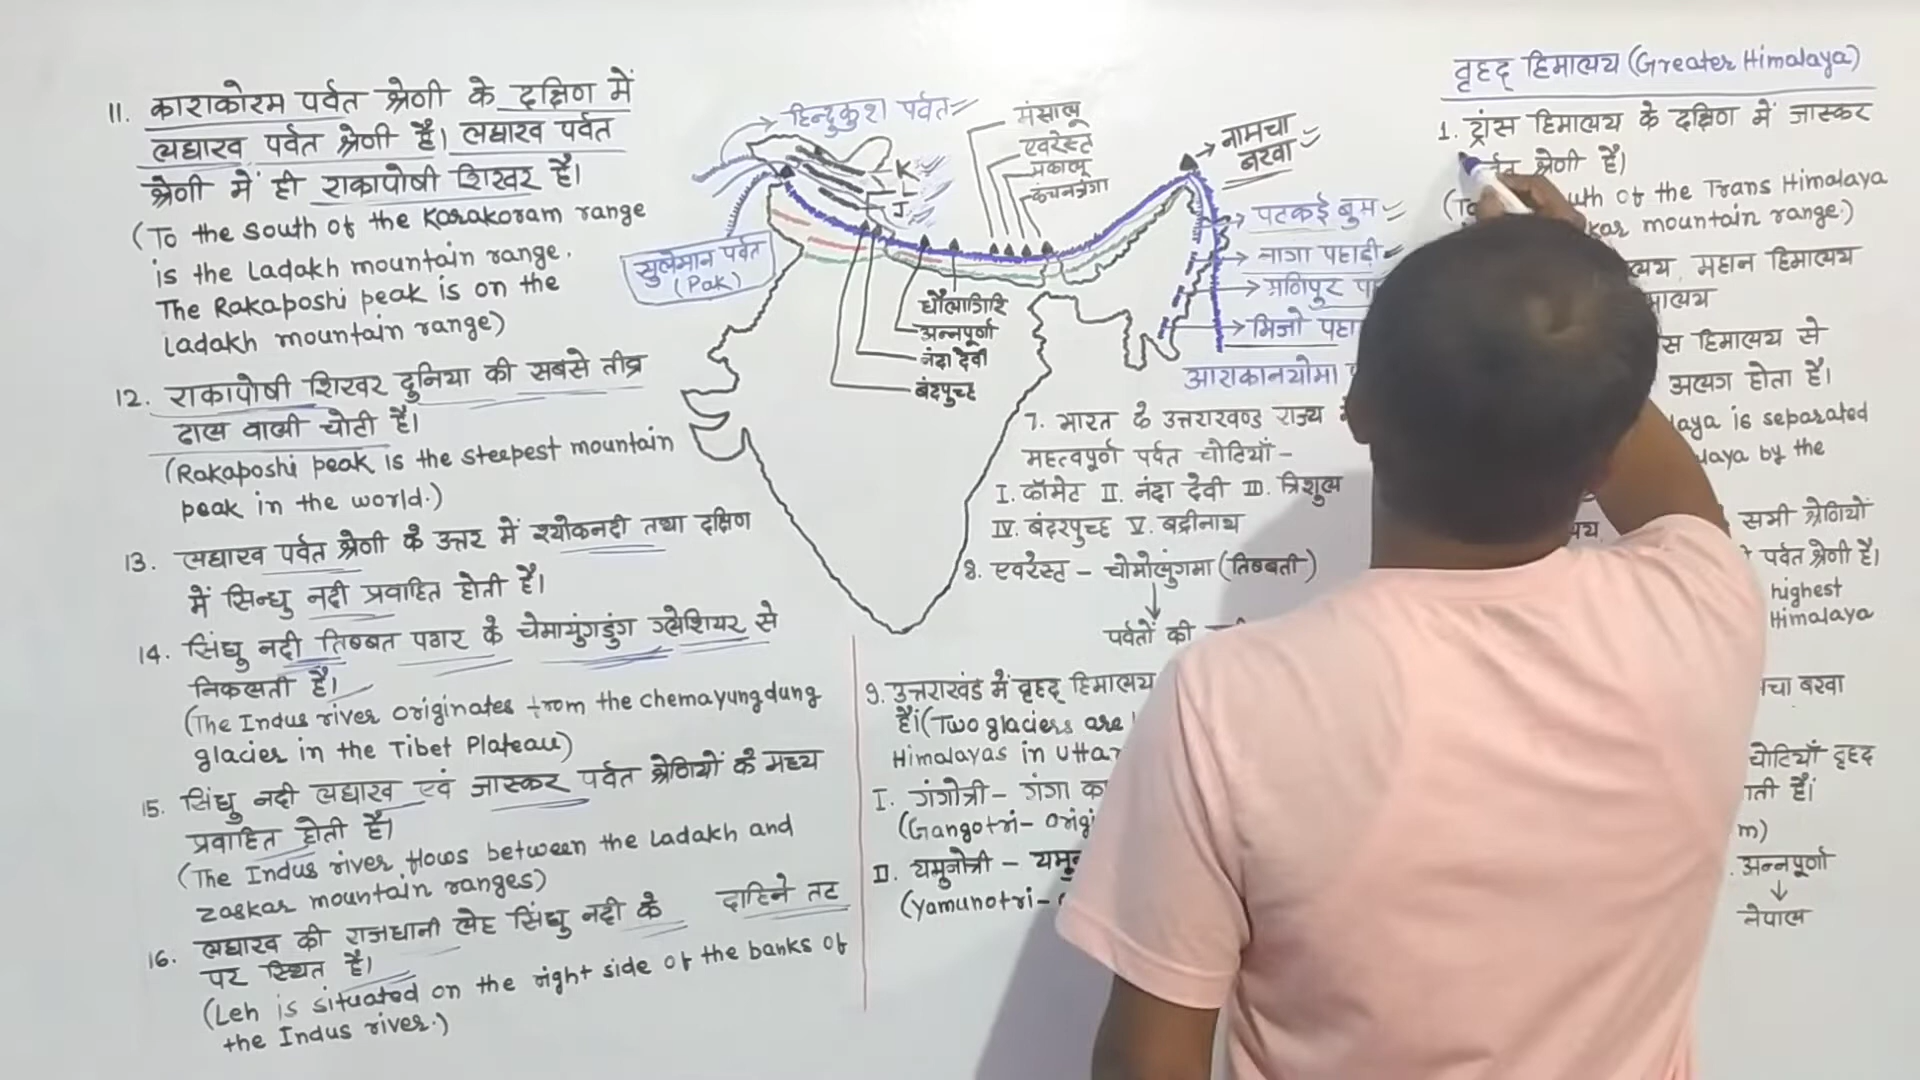 11. काराकोरम पर्वत श्रेणी के दक्षिण में
लद्दाख पर्वत श्रेणी है। लद्दाख पर्वत
श्रेणी में ही राकापोषी शिखर है।
(To the south of the Karakoram range
is the Ladakh mountain range.
The Rakaposhi peak is on the
Ladakh mountain range)
12. राकापोषी शिखर दुनिया की सबसे तीव्र
ढाल वाली चोटी है।
(Rakaposhi peak is the steepest mountain
peak in the world.)
13. लद्दाख पर्वत श्रेणी के उत्तर में श्योकनदी तथा दक्षिण
में सिन्धु नदी प्रवाहित होती है।
14. सिंधु नदी तिब्बत पठार के चेमायुंगडुंग ग्लेशियर से
निकलती है।
(The Indus river originates from the chemayungdung
glacier in the Tibet Plateau)
15. सिंधु नदी लद्दाख एवं जास्कर पर्वत श्रेणियों के मध्य
प्रवाहित होती है।
(The Indus river flows between the Ladakh and
zaskar mountain ranges)
16. लद्दाख की राजधानी लेह सिंधु नदी के दाहिने तट
पर स्थित है।
(Leh is situated on the right side of the banks of
the Indus river.)
हिन्दुकुश पर्वत
K
L
J
सुलेमान पर्वत
(Pak)
मंसालू
एवरेस्ट
मकालू
कंचनजंगा
नामचा
बरवा
पटकई बुम
नागा पहाड़ी
मणिपुर
मिजो
आराकानयोमा
धौलागिरि
अन्नपूर्णा
नंदा देवी
बंदरपुच्छ
7. भारत के उत्तराखण्ड राज्य
महत्वपूर्ण पर्वत चोटियाँ -
I. कॉमेट II. नंदा देवी III. त्रिशुल
IV. बंदरपुच्छ V. बद्रीनाथ
8. एवरेस्ट - चोमोलुंगमा (तिब्बती)
पर्वतों की
9. उत्तराखंड में वृहद् हिमालय
हैं। (Two glaciers are
Himalayas in
I. गंगोत्री - गंगा का
(Gangotri-
II. यमुनोत्री -
(Yamunotri-
वृहद् हिमालय (Greater Himalaya)
1. ट्रांस हिमालय के दक्षिण में जास्कर
श्रेणी है।
of the Trans Himalaya
mountain range.)
महान हिमालय
हिमालय से
अलग होता है।
is separated
by the
सभी श्रेणियों
पर्वत श्रेणी है।
highest
Himalaya
बरवा
चोटियाँ वृहद
हैं।
m)
अन्नपूर्णा
नेपाल